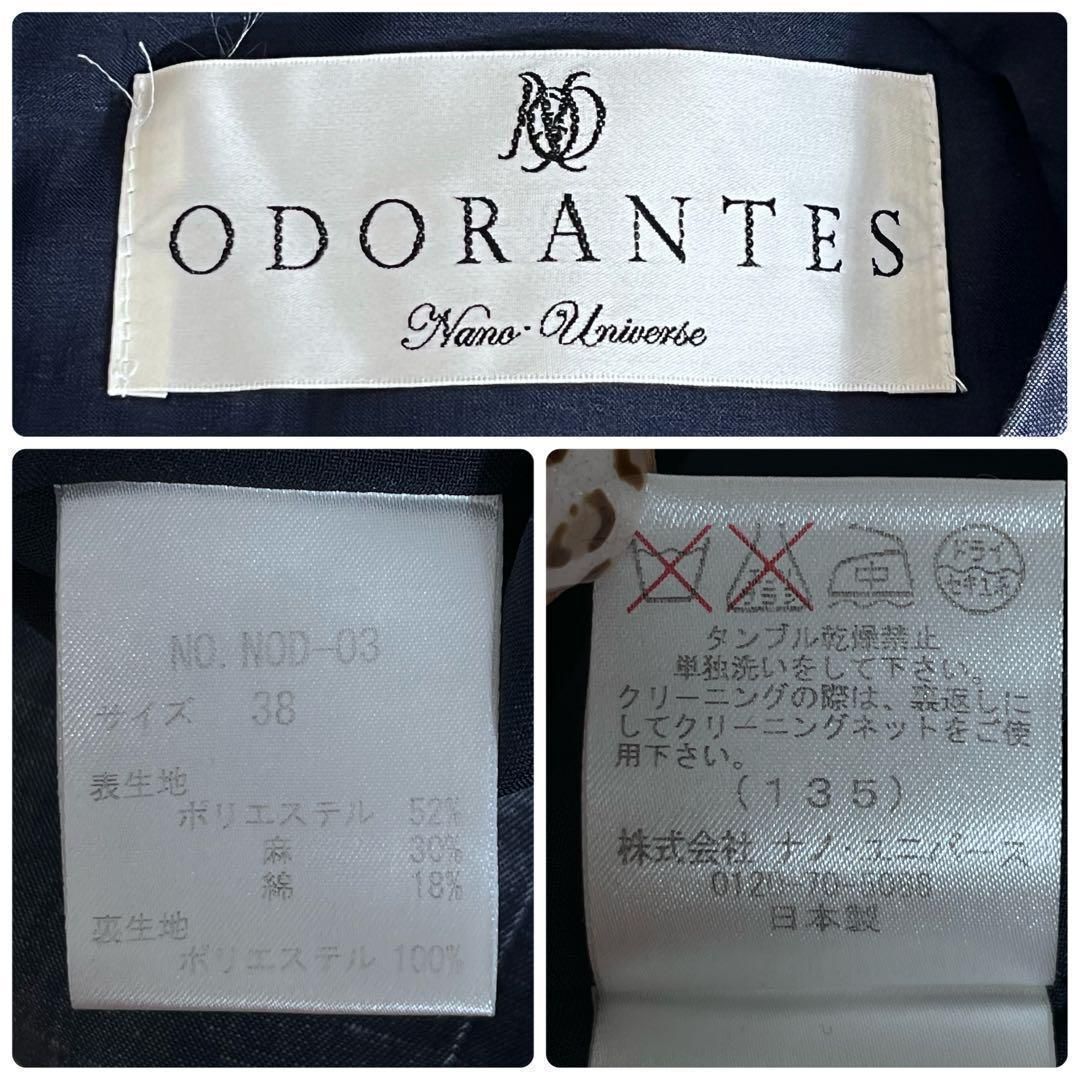 ODORANTES
Nano・Universe
NO. NOD-03
サイズ 38
表生地
ポリエステル 52%
麻 30%
綿 18%
裏生地
ポリエステル 100%
中
ドライ
セキユ系
タンブル乾燥禁止
単独洗いをして下さい。
クリーニングの際は、裏返しに
してクリーニングネットをご使
用下さい。
(135)
株式会社 ナノ・ユニバース
日本製